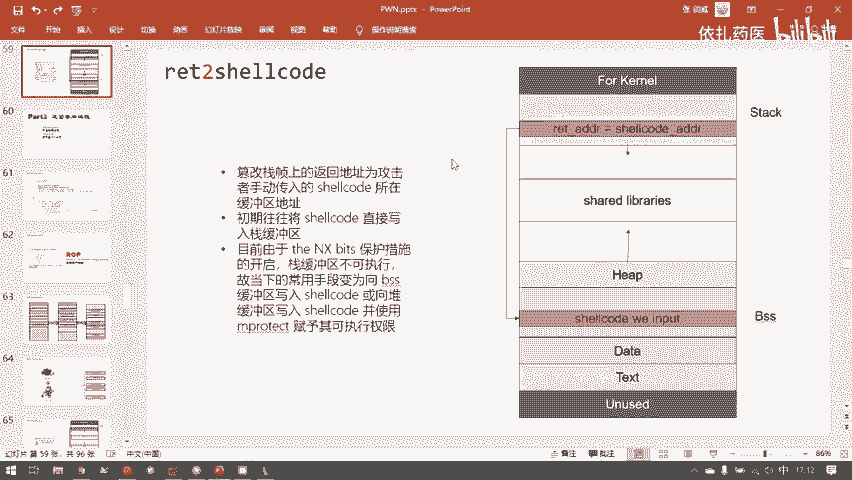 PWN.pptx - PowerPoint
文件
开始
插入
设计
切换
动画
幻灯片放映
审阅
视图
帮助
操作说明搜索
依扎药医 bilibili
59
60
61
62
ROP
63
64
65
ret2shellcode
• 篡改栈帧上的返回地址为攻击
者手动传入的 shellcode 所在
缓冲区地址
• 初期往往将 shellcode 直接写
入栈缓冲区
• 目前由于 the NX bits 保护措施
的开启，栈缓冲区不可执行，
故当下的常用手段变为向 bss
缓冲区写入 shellcode 或向堆
缓冲区写入 shellcode 并使用
mprotect 赋予其可执行权限
For Kernel
Stack
ret_addr = shellcode_addr
shared libraries
Heap
shellcode we input
Bss
Data
Text
Unused
幻灯片 第 59 张，共 96 张
中文(中国)
备注
批注
86%
中
17:12